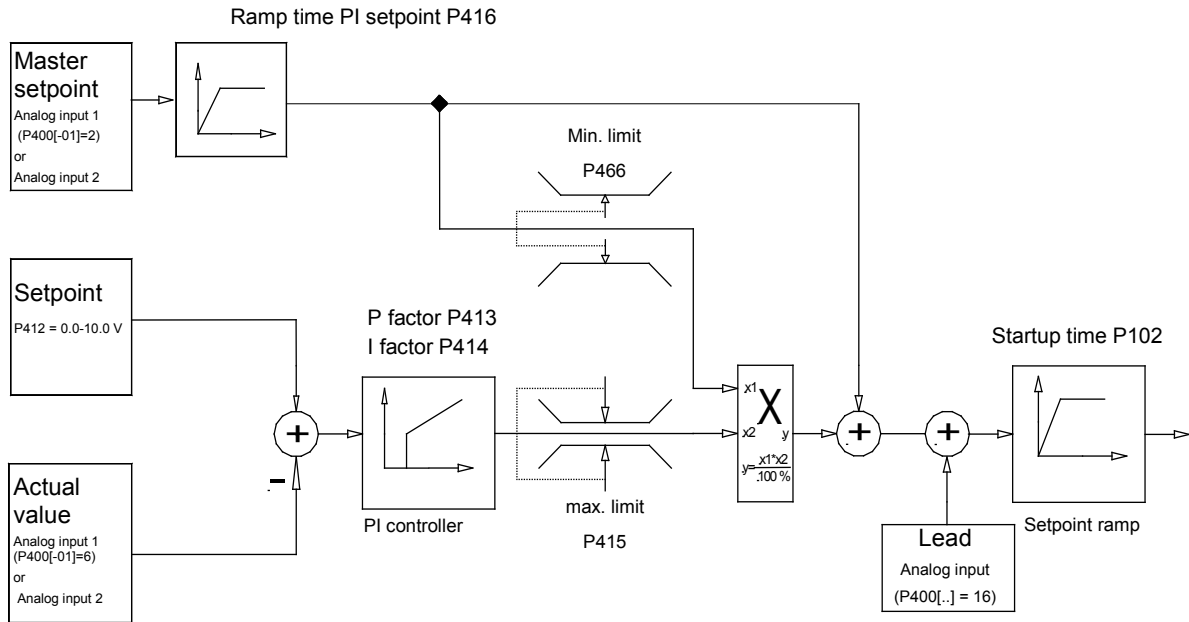 Ramp time PI setpoint P416
Master
setpoint
Analog input 1
(P400[-01]=2)
or
Analog input 2
Min. limit
P466
Setpoint
P412 = 0.0-10.0 V
P factor P413
I factor P414
Startup time P102
x1
X
x2
y
y=x1*x2
.100 %
+
+
+
-
Actual
value
Analog input 1
(P400[-01]=6)
or
Analog input 2
PI controller
max. limit
P415
Lead
Analog input
(P400[..] = 16)
Setpoint ramp